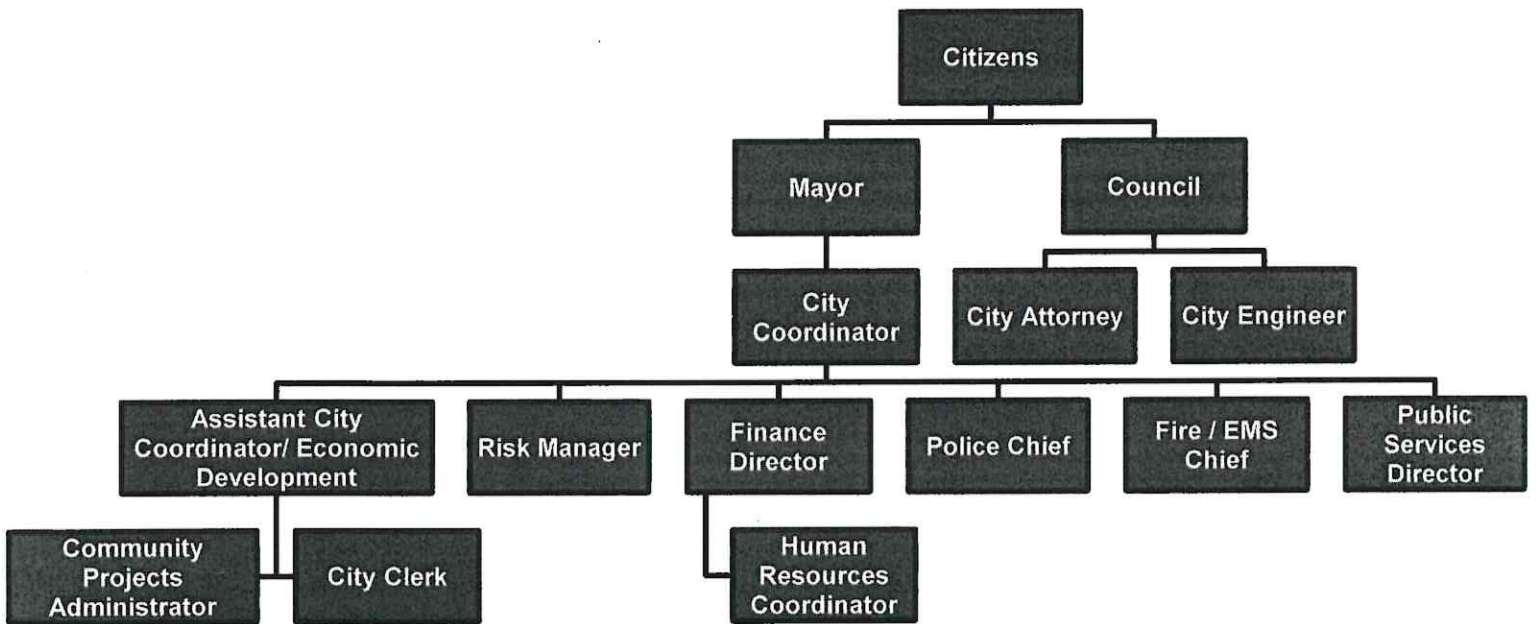 Citizens
Mayor
Council
City
Coordinator
City Attorney
City Engineer
Assistant City
Coordinator/ Economic
Development
Risk Manager
Finance
Director
Police Chief
Fire / EMS
Chief
Public
Services
Director
Community
Projects
Administrator
City Clerk
Human
Resources
Coordinator